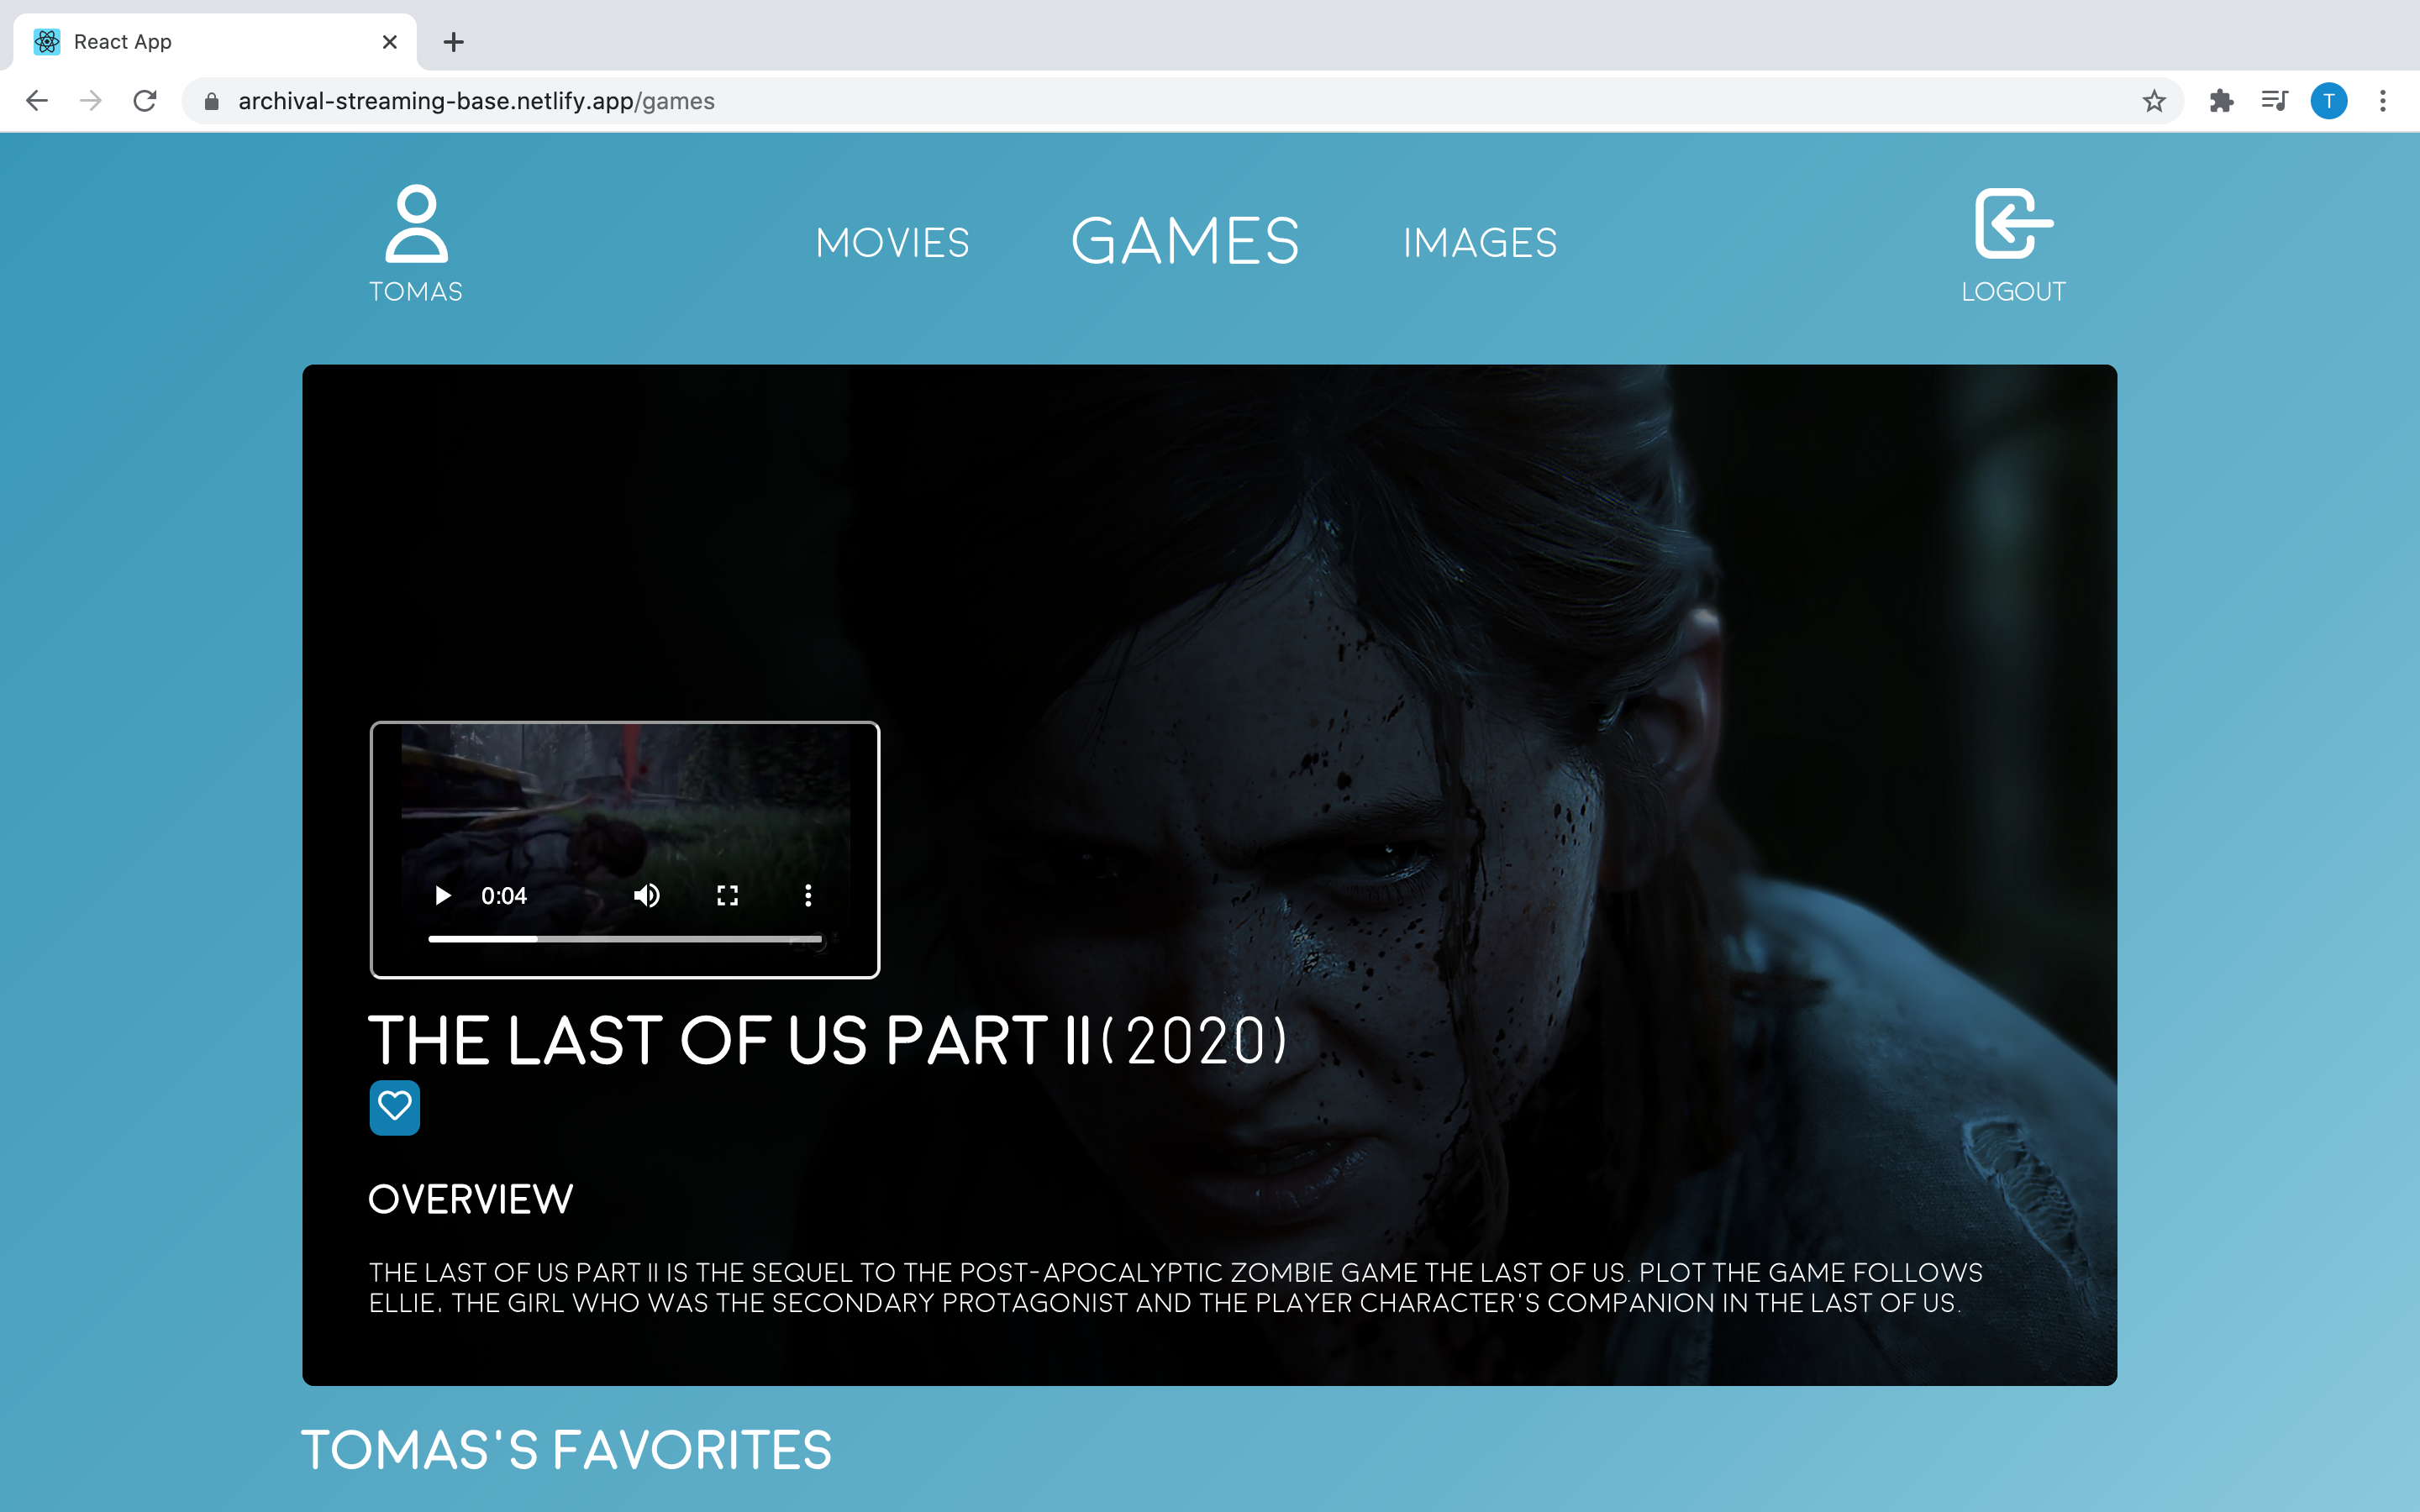 React App
archival-streaming-base.netlify.app/games
T
TOMAS
MOVIES
GAMES
IMAGES
LOGOUT
0:04
THE LAST OF US PART II (2020)
OVERVIEW
THE LAST OF US PART II IS THE SEQUEL TO THE POST-APOCALYPTIC ZOMBIE GAME THE LAST OF US. PLOT THE GAME FOLLOWS
ELLIE, THE GIRL WHO WAS THE SECONDARY PROTAGONIST AND THE PLAYER CHARACTER'S COMPANION IN THE LAST OF US.
TOMAS'S FAVORITES